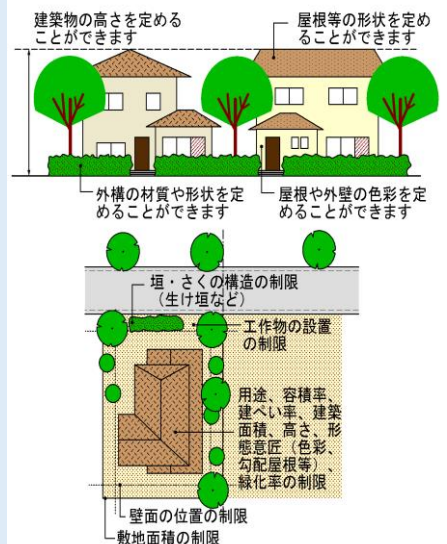 建築物の高さを定める
ことができます
屋根等の形状を定め
ることができます
外構の材質や形状を定
めることができます
屋根や外壁の色彩を定
めることができます
垣・さくの構造の制限
(生け垣など)
工作物の設置
の制限
用途、容積率、
建ぺい率、建築
面積、高さ、形
態意匠(色彩、
勾配屋根等)、
緑化率の制限
壁面の位置の制限
敷地面積の制限